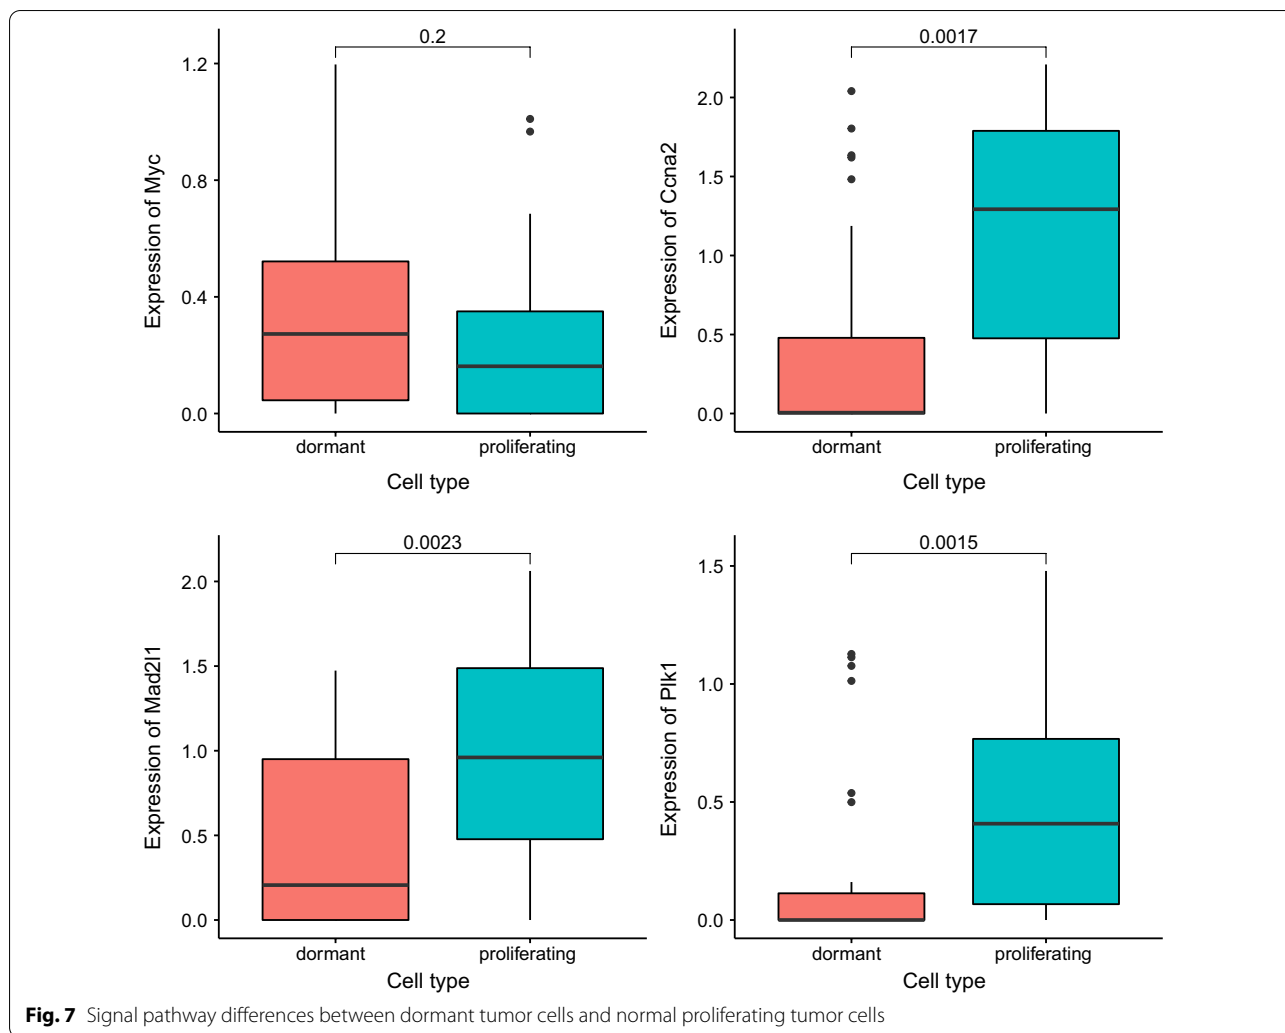 0.2
1.2
0.8
0.4
0.0
Expression of Myc
dormant proliferating
Cell type
0.0017
2.0
1.5
1.0
0.5
0.0
Expression of Ccna2
dormant proliferating
Cell type
0.0023
2.0
1.5
1.0
0.5
0.0
Expression of Mad2l1
dormant proliferating
Cell type
0.0015
1.5
1.0
0.5
0.0
Expression of Plk1
dormant proliferating
Cell type
Fig. 7 Signal pathway differences between dormant tumor cells and normal proliferating tumor cells